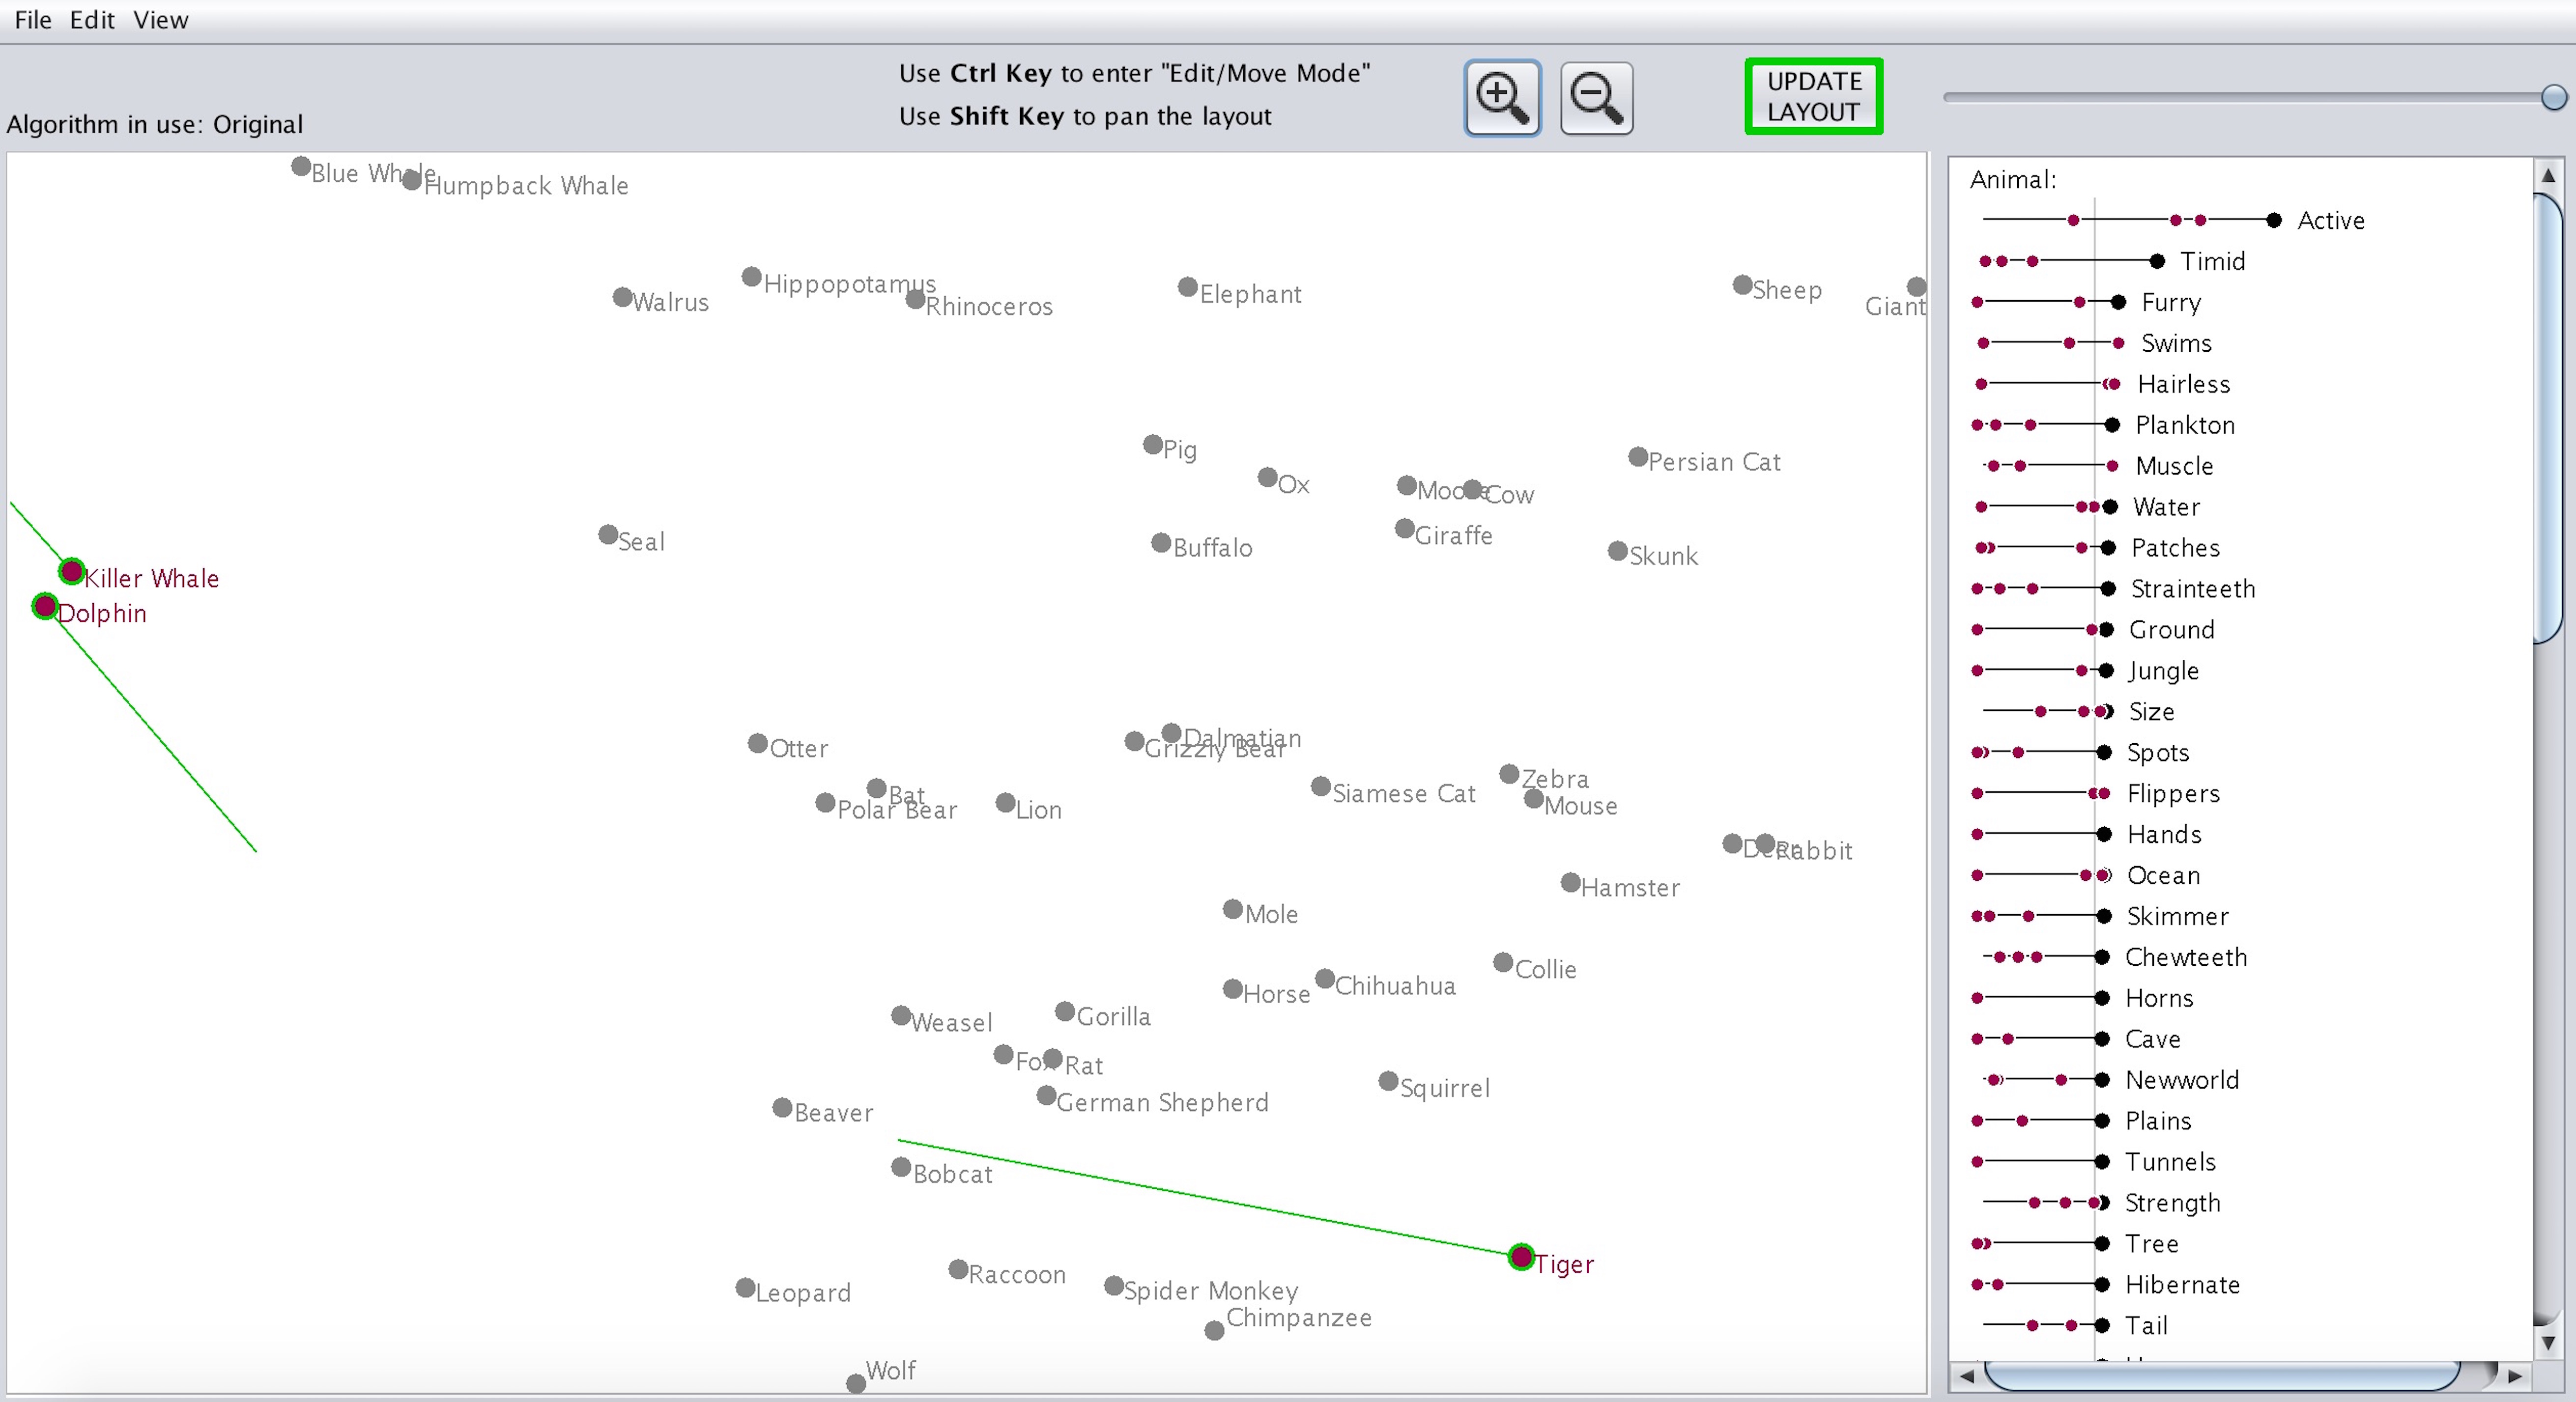 File Edit View
Use Ctrl Key to enter "Edit/Move Mode"
Use Shift Key to pan the layout
UPDATE
LAYOUT
Algorithm in use: Original
Blue Whale
Humpback Whale
Walrus
Hippopotamus
Rhinoceros
Elephant
Sheep
Giant
Pig
Ox
Moose
Cow
Persian Cat
Seal
Buffalo
Giraffe
Skunk
Killer Whale
Dolphin
Otter
Dalmatian
Grizzly Bear
Bat
Polar Bear
Lion
Siamese Cat
Zebra
Mouse
Deer
Rabbit
Hamster
Mole
Collie
Horse
Chihuahua
Weasel
Gorilla
Fox
Rat
German Shepherd
Squirrel
Beaver
Bobcat
Tiger
Raccoon
Leopard
Spider Monkey
Chimpanzee
Wolf
Animal:
Active
Timid
Furry
Swims
Hairless
Plankton
Muscle
Water
Patches
Strainteeth
Ground
Jungle
Size
Spots
Flippers
Hands
Ocean
Skimmer
Chewteeth
Horns
Cave
Newworld
Plains
Tunnels
Strength
Tree
Hibernate
Tail